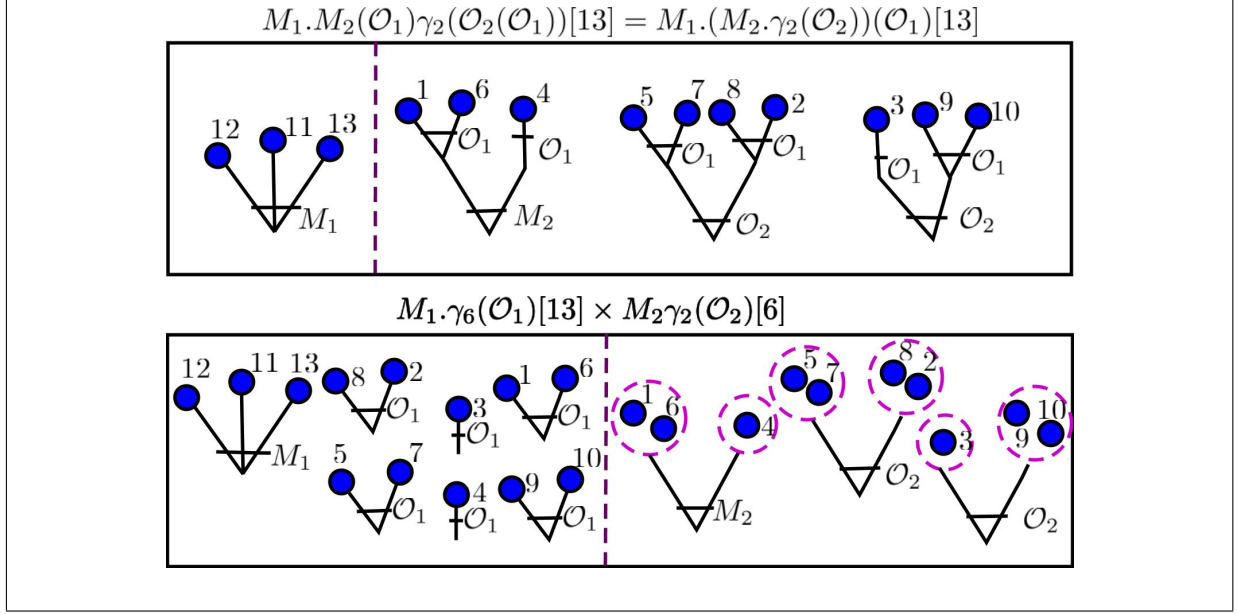 M₁.M₂(𝒪₁)γ₂(𝒪₂(𝒪₁))[13] = M₁.(M₂.γ₂(𝒪₂))(𝒪₁)[13]
12 11 13 M₁
1 6 4 𝒪₁ 𝒪₁ M₂
5 7 8 2 𝒪₁ 𝒪₁ 𝒪₂
3 9 10 𝒪₁ 𝒪₁ 𝒪₂
M₁.γ₆(𝒪₁)[13] × M₂γ₂(𝒪₂)[6]
12 11 13 M₁
8 2 𝒪₁
3 𝒪₁
1 6 𝒪₁
5 7 𝒪₁
4 𝒪₁
9 10 𝒪₁
1 6 4 M₂
5 7 8 2 𝒪₂
3 9 10 𝒪₂